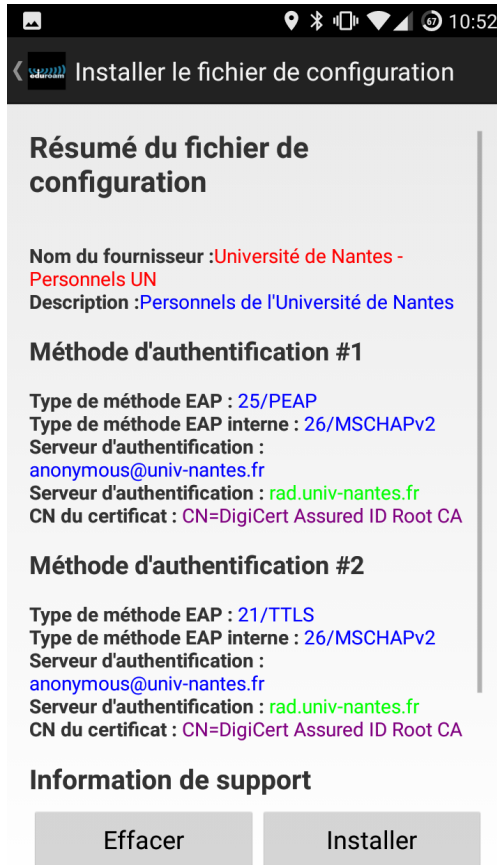 67 10:52
eduroam Installer le fichier de configuration
Résumé du fichier de
configuration
Nom du fournisseur :Université de Nantes -
Personnels UN
Description :Personnels de l'Université de Nantes
Méthode d'authentification #1
Type de méthode EAP : 25/PEAP
Type de méthode EAP interne : 26/MSCHAPv2
Serveur d'authentification :
anonymous@univ-nantes.fr
Serveur d'authentification : rad.univ-nantes.fr
CN du certificat : CN=DigiCert Assured ID Root CA
Méthode d'authentification #2
Type de méthode EAP : 21/TTLS
Type de méthode EAP interne : 26/MSCHAPv2
Serveur d'authentification :
anonymous@univ-nantes.fr
Serveur d'authentification : rad.univ-nantes.fr
CN du certificat : CN=DigiCert Assured ID Root CA
Information de support
Effacer Installer